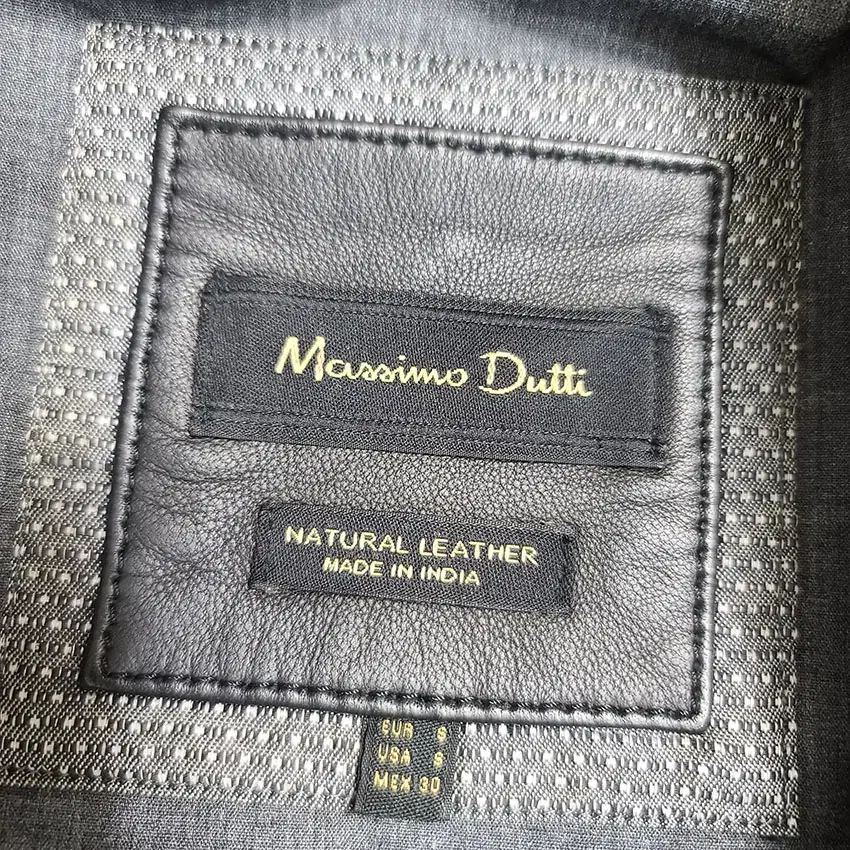 Massimo Dutti
NATURAL LEATHER
MADE IN INDIA
EUR S
USA S
MEX 30